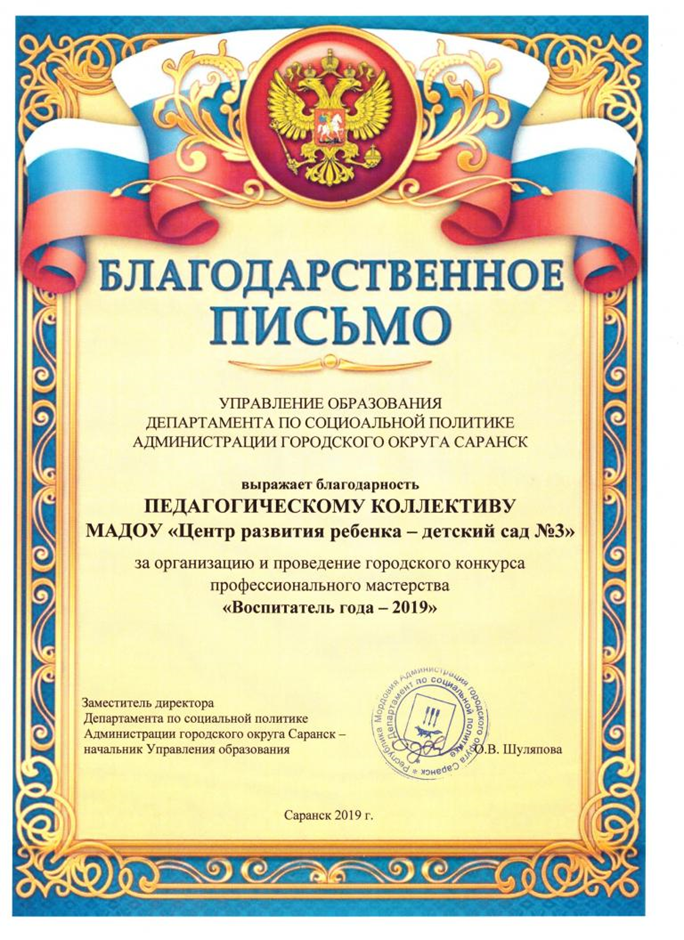 БЛАГОДАРСТВЕННОЕ
ПИСЬМО
УПРАВЛЕНИЕ ОБРАЗОВАНИЯ
ДЕПАРТАМЕНТА ПО СОЦИОАЛЬНОЙ ПОЛИТИКЕ
АДМИНИСТРАЦИИ ГОРОДСКОГО ОКРУГА САРАНСК
выражает благодарность
ПЕДАГОГИЧЕСКОМУ КОЛЛЕКТИВУ
МАДОУ «Центр развития ребенка – детский сад №3»
за организацию и проведение городского конкурса
профессионального мастерства
«Воспитатель года – 2019»
Заместитель директора
Департамента по социальной политике
Администрации городского округа Саранск –
начальник Управления образования
О.В. Шуляпова
Республика Мордовия Администрация городского округа Саранск
Департамент по социальной политике
Саранск 2019 г.